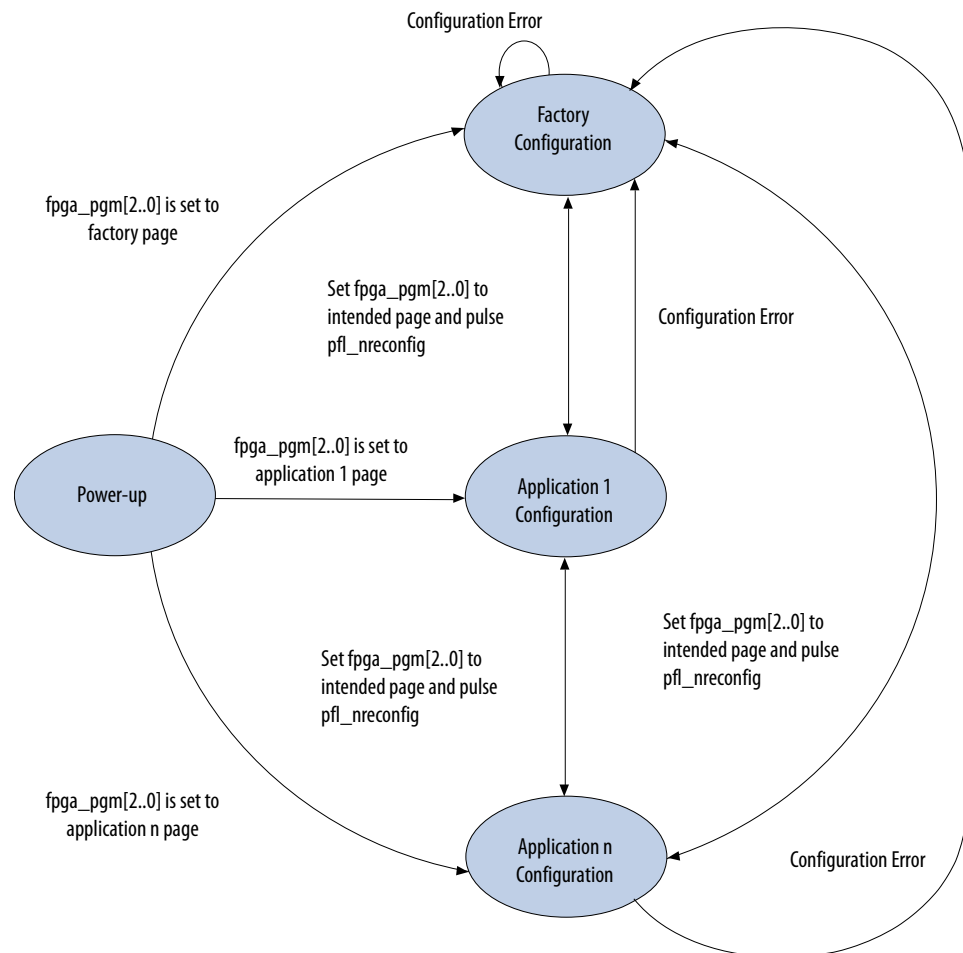 Configuration Error
Factory
Configuration
fpga_pgm[2..0] is set to
factory page
Set fpga_pgm[2..0] to
intended page and pulse
pfl_nreconfig
Configuration Error
fpga_pgm[2..0] is set to
application 1 page
Power-up
Application 1
Configuration
Set fpga_pgm[2..0] to
intended page and pulse
pfl_nreconfig
Set fpga_pgm[2..0] to
intended page and pulse
pfl_nreconfig
fpga_pgm[2..0] is set to
application n page
Application n
Configuration
Configuration Error